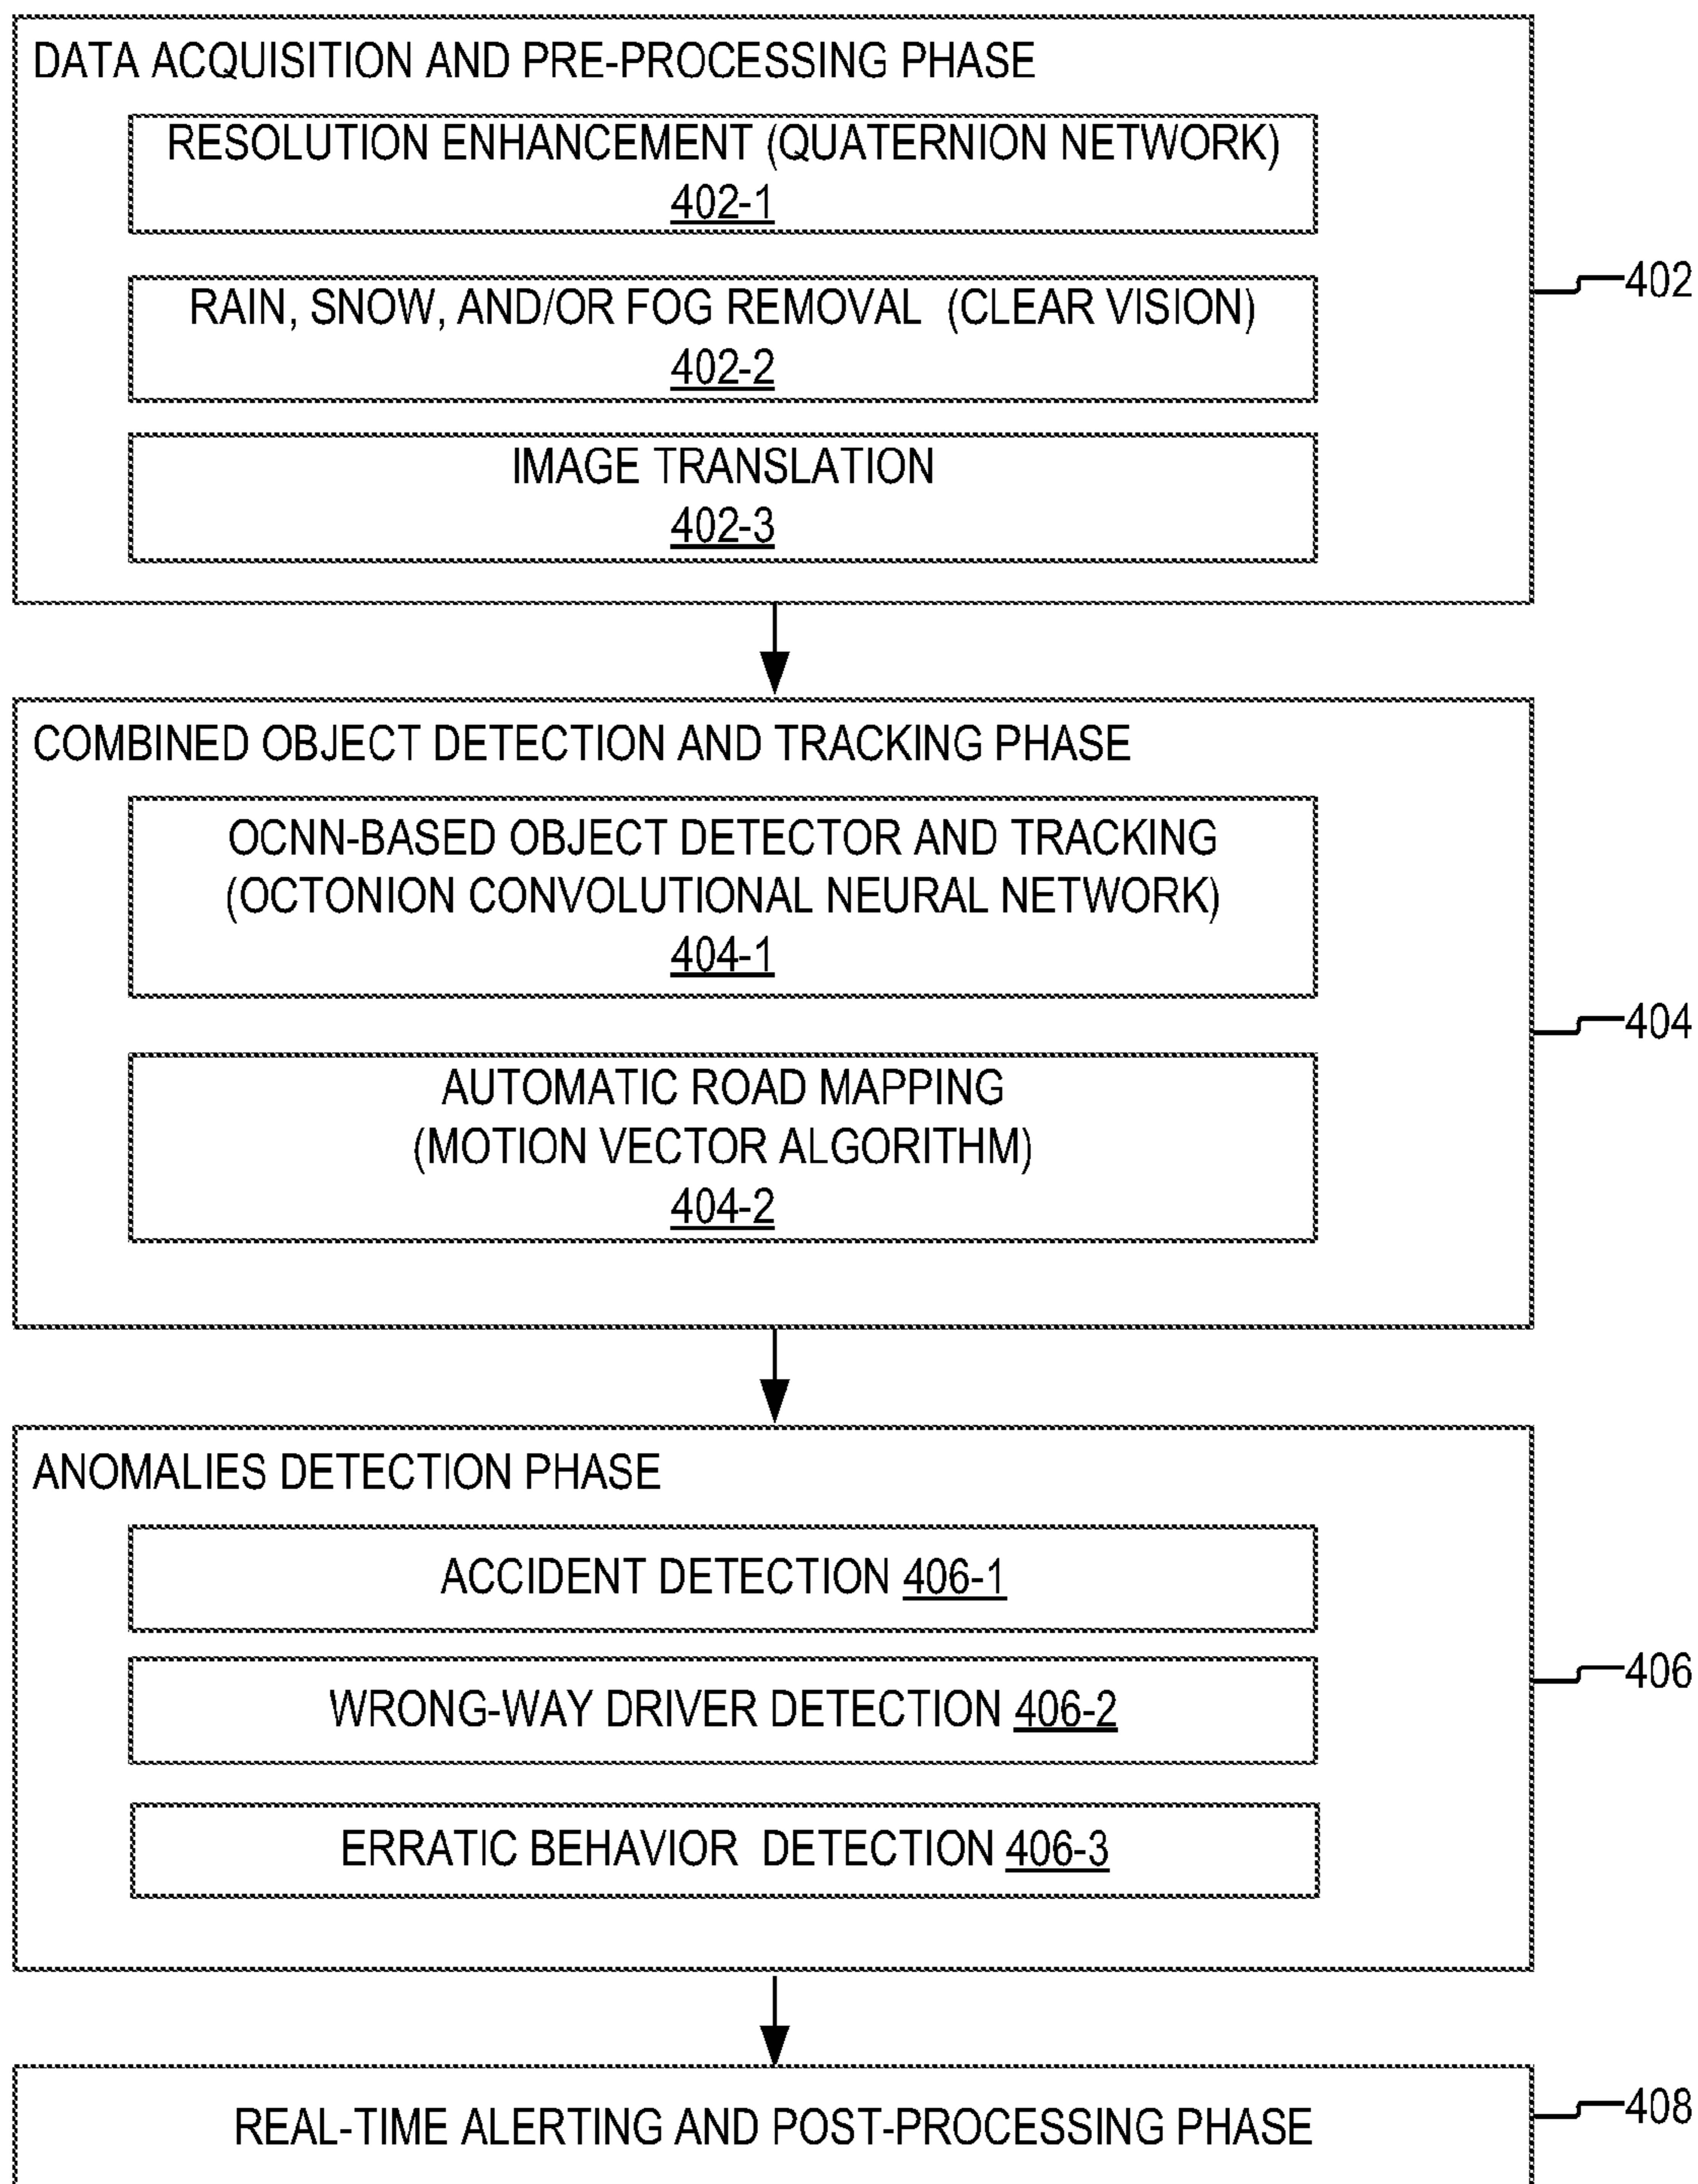 DATA ACQUISITION AND PRE-PROCESSING PHASE
RESOLUTION ENHANCEMENT (QUATERNION NETWORK)
402-1
RAIN, SNOW, AND/OR FOG REMOVAL (CLEAR VISION)
402-2
IMAGE TRANSLATION
402-3
402
COMBINED OBJECT DETECTION AND TRACKING PHASE
OCNN-BASED OBJECT DETECTOR AND TRACKING
(OCTONION CONVOLUTIONAL NEURAL NETWORK)
404-1
AUTOMATIC ROAD MAPPING
(MOTION VECTOR ALGORITHM)
404-2
404
ANOMALIES DETECTION PHASE
ACCIDENT DETECTION 406-1
WRONG-WAY DRIVER DETECTION 406-2
ERRATIC BEHAVIOR DETECTION 406-3
406
REAL-TIME ALERTING AND POST-PROCESSING PHASE
408